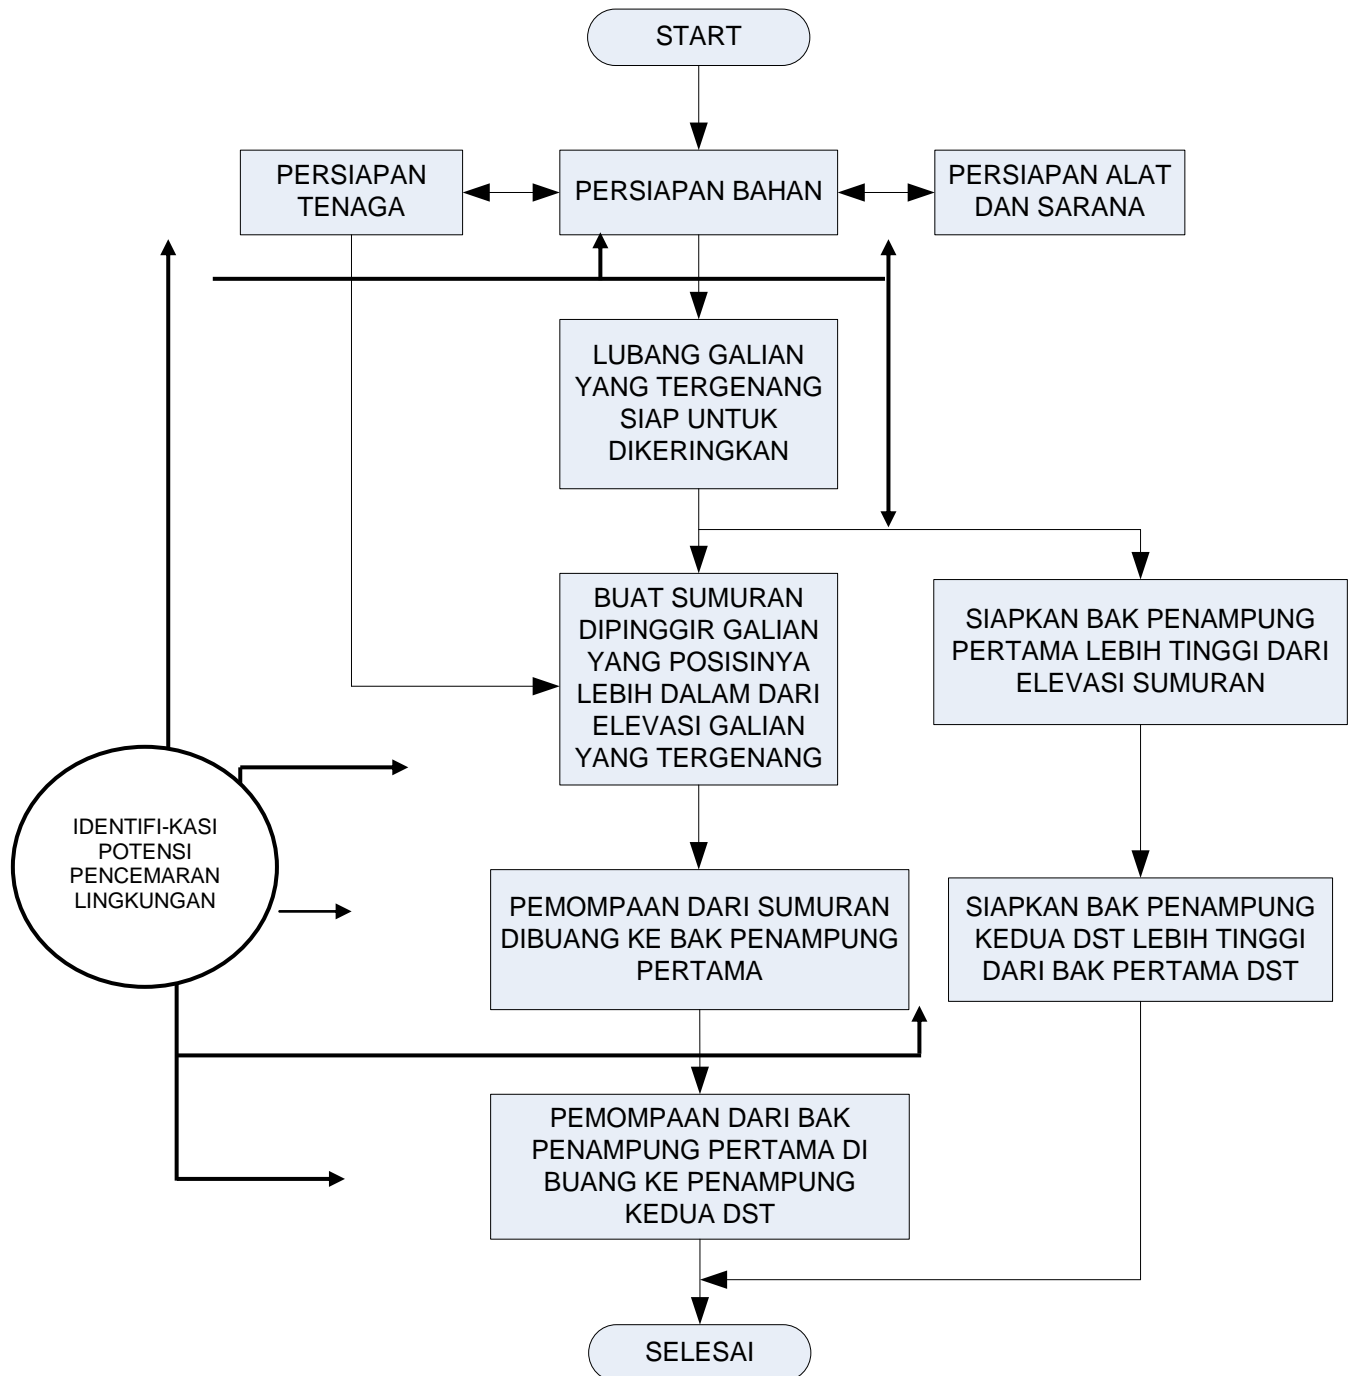 START
PERSIAPAN
TENAGA
PERSIAPAN BAHAN
PERSIAPAN ALAT
DAN SARANA
LUBANG GALIAN
YANG TERGENANG
SIAP UNTUK
DIKERINGKAN
BUAT SUMURAN
DIPINGGIR GALIAN
YANG POSISINYA
LEBIH DALAM DARI
ELEVASI GALIAN
YANG TERGENANG
SIAPKAN BAK PENAMPUNG
PERTAMA LEBIH TINGGI DARI
ELEVASI SUMURAN
IDENTIFI-KASI
POTENSI
PENCEMARAN
LINGKUNGAN
PEMOMPAAN DARI SUMURAN
DIBUANG KE BAK PENAMPUNG
PERTAMA
SIAPKAN BAK PENAMPUNG
KEDUA DST LEBIH TINGGI
DARI BAK PERTAMA DST
PEMOMPAAN DARI BAK
PENAMPUNG PERTAMA DI
BUANG KE PENAMPUNG
KEDUA DST
SELESAI